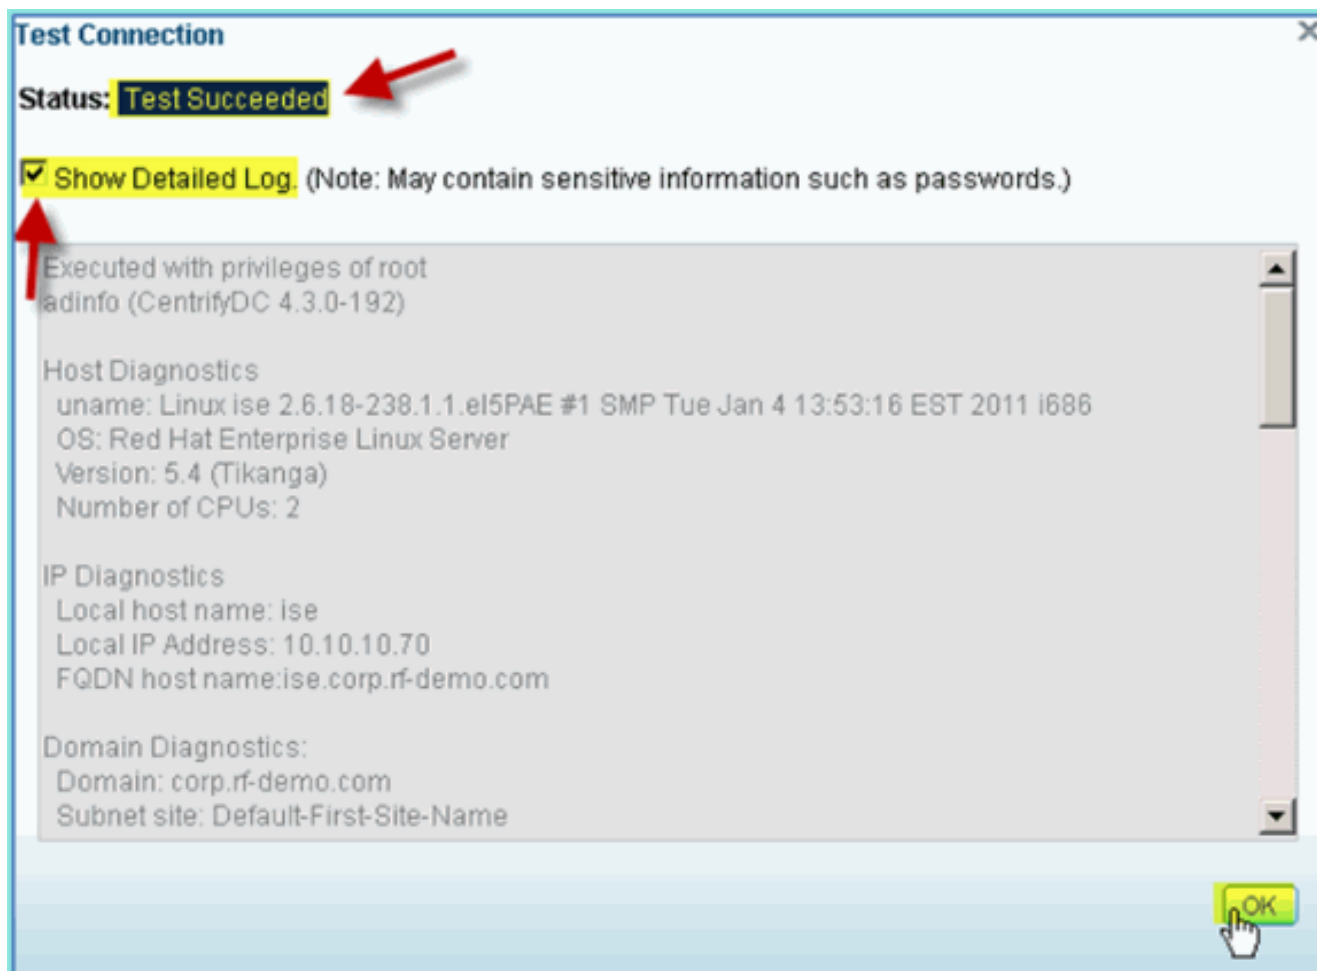 Test Connection
Status: Test Succeeded
Show Detailed Log. (Note: May contain sensitive information such as passwords.)
Executed with privileges of root
adinfo (CentrifyDC 4.3.0-192)
Host Diagnostics
uname: Linux ise 2.6.18-238.1.1.el5PAE #1 SMP Tue Jan 4 13:53:16 EST 2011 i686
OS: Red Hat Enterprise Linux Server
Version: 5.4 (Tikanga)
Number of CPUs: 2
IP Diagnostics
Local host name: ise
Local IP Address: 10.10.10.70
FQDN host name:ise.corp.rf-demo.com
Domain Diagnostics:
Domain: corp.rf-demo.com
Subnet site: Default-First-Site-Name
OK